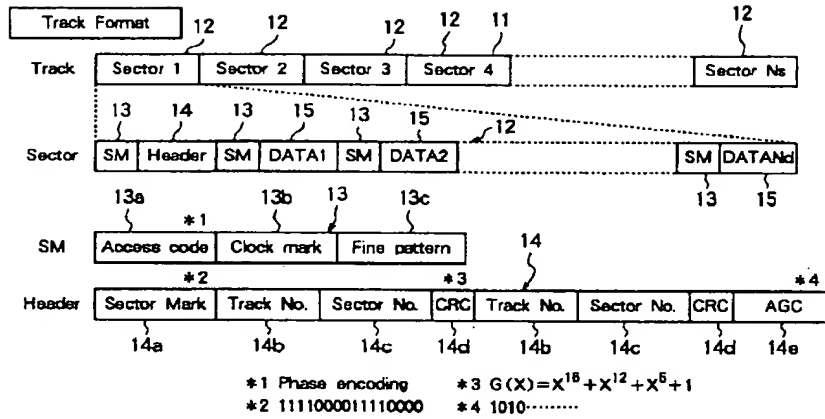 Track Format
12 12 12 12 11 12
Track Sector 1 Sector 2 Sector 3 Sector 4 Sector Ns
13 14 13 15 13 15 12
Sector SM Header SM DATA1 SM DATA2 SM DATANd
13 15
13a *1 13b 13 13c
SM Access code Clock mark Fine pattern
*2 *3 14 *4
Header Sector Mark Track No. Sector No. CRC Track No. Sector No. CRC AGC
14a 14b 14c 14d 14b 14c 14d 14e
*1 Phase encoding *3 G(X)=X¹⁶+X¹²+X⁵+1
*2 1111000011110000 *4 1010·········